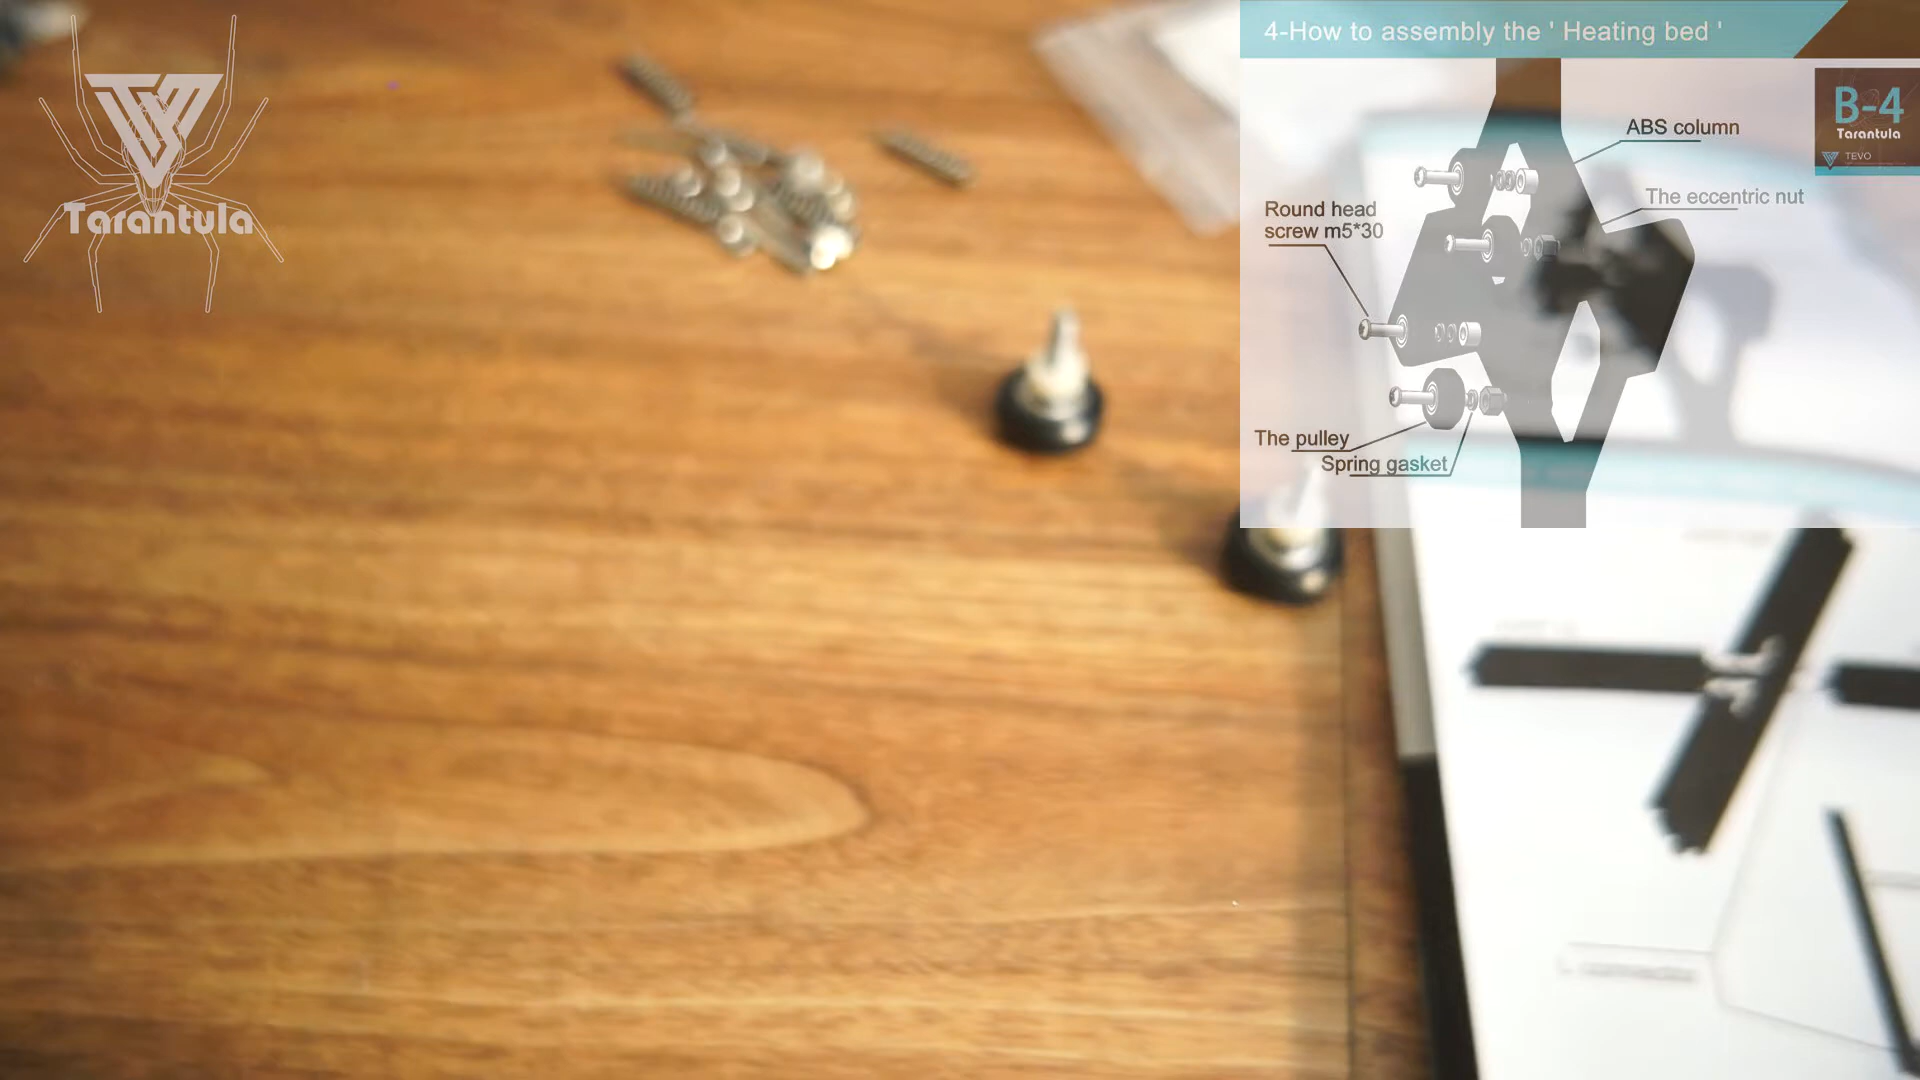 Tarantula
4-How to assembly the ' Heating bed '
B-4
Tarantula
TEVO
ABS column
The eccentric nut
Round head
screw m5*30
The pulley
Spring gasket